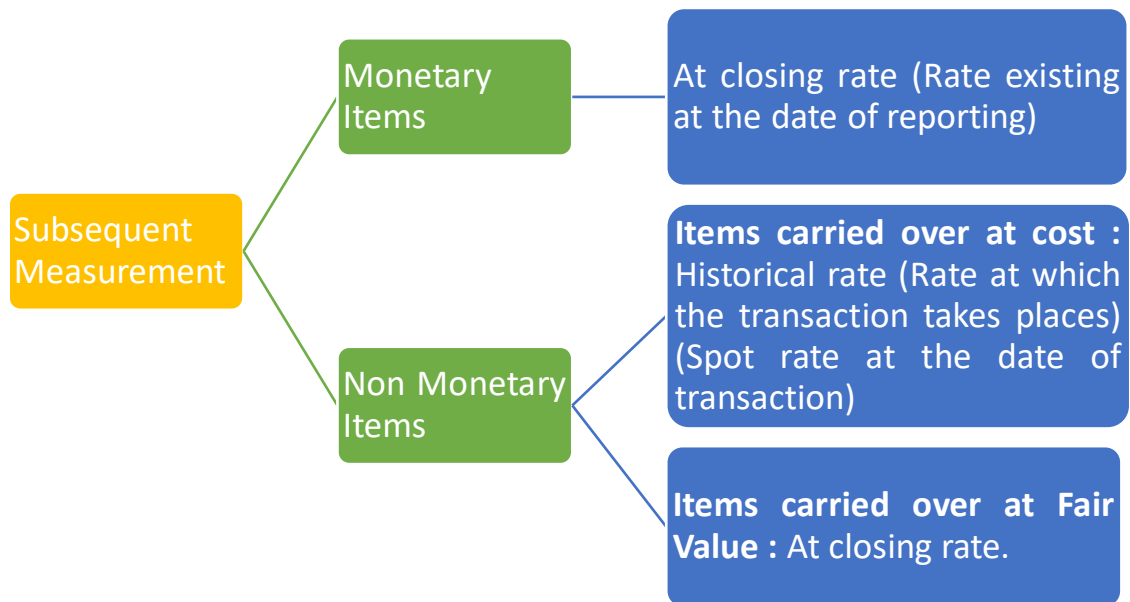 Subsequent
Measurement
Monetary
Items
At closing rate (Rate existing
at the date of reporting)
Non Monetary
Items
Items carried over at cost :
Historical rate (Rate at which
the transaction takes places)
(Spot rate at the date of
transaction)
Items carried over at Fair
Value : At closing rate.